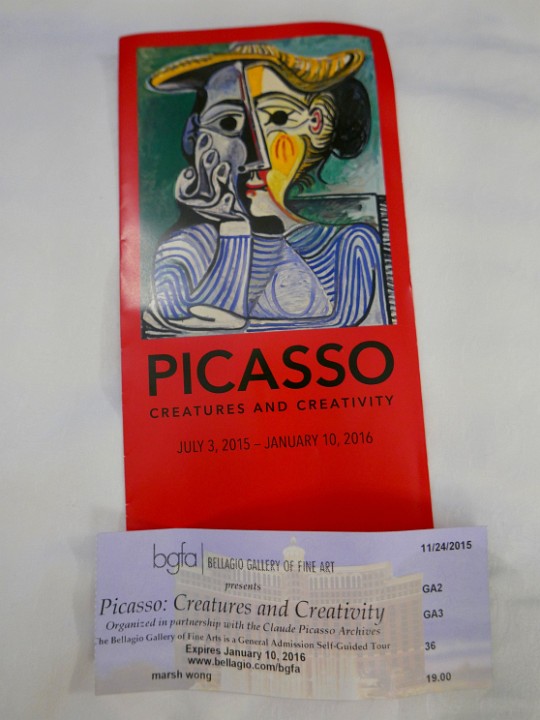 PICASSO
CREATURES AND CREATIVITY
JULY 3, 2015 – JANUARY 10, 2016
bgfa BELLAGIO GALLERY OF FINE ART
presents
Picasso: Creatures and Creativity
Organized in partnership with the Claude Picasso Archives
The Bellagio Gallery of Fine Arts is a General Admission Self-Guided Tour
Expires January 10, 2016
www.bellagio.com/bgfa
marsh wong
11/24/2015
GA2
GA3
36
19.00